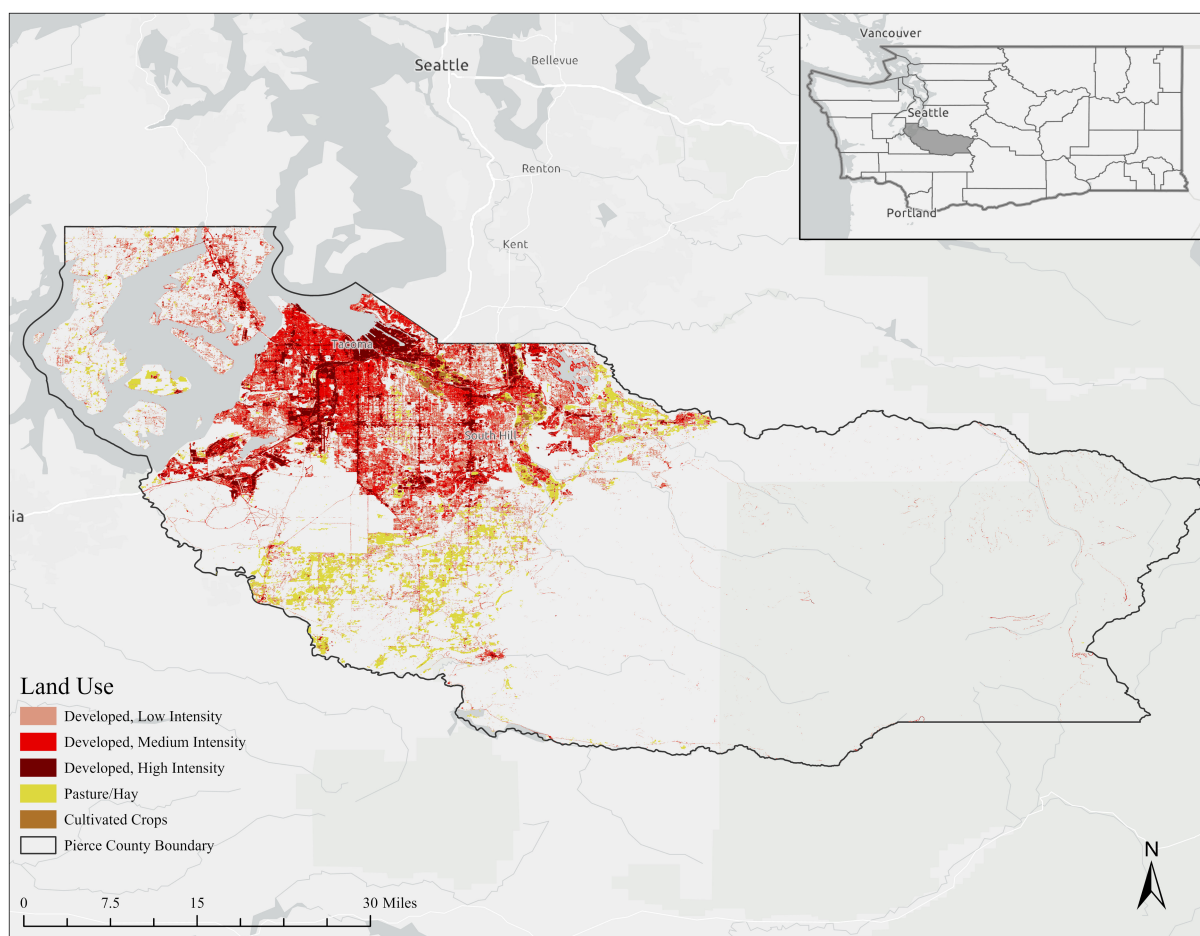 Vancouver
Seattle
Bellevue
Seattle
Renton
Portland
Kent
Tacoma
South Hill
ia
Land Use
Developed, Low Intensity
Developed, Medium Intensity
Developed, High Intensity
Pasture/Hay
Cultivated Crops
Pierce County Boundary
N
0 7.5 15 30 Miles